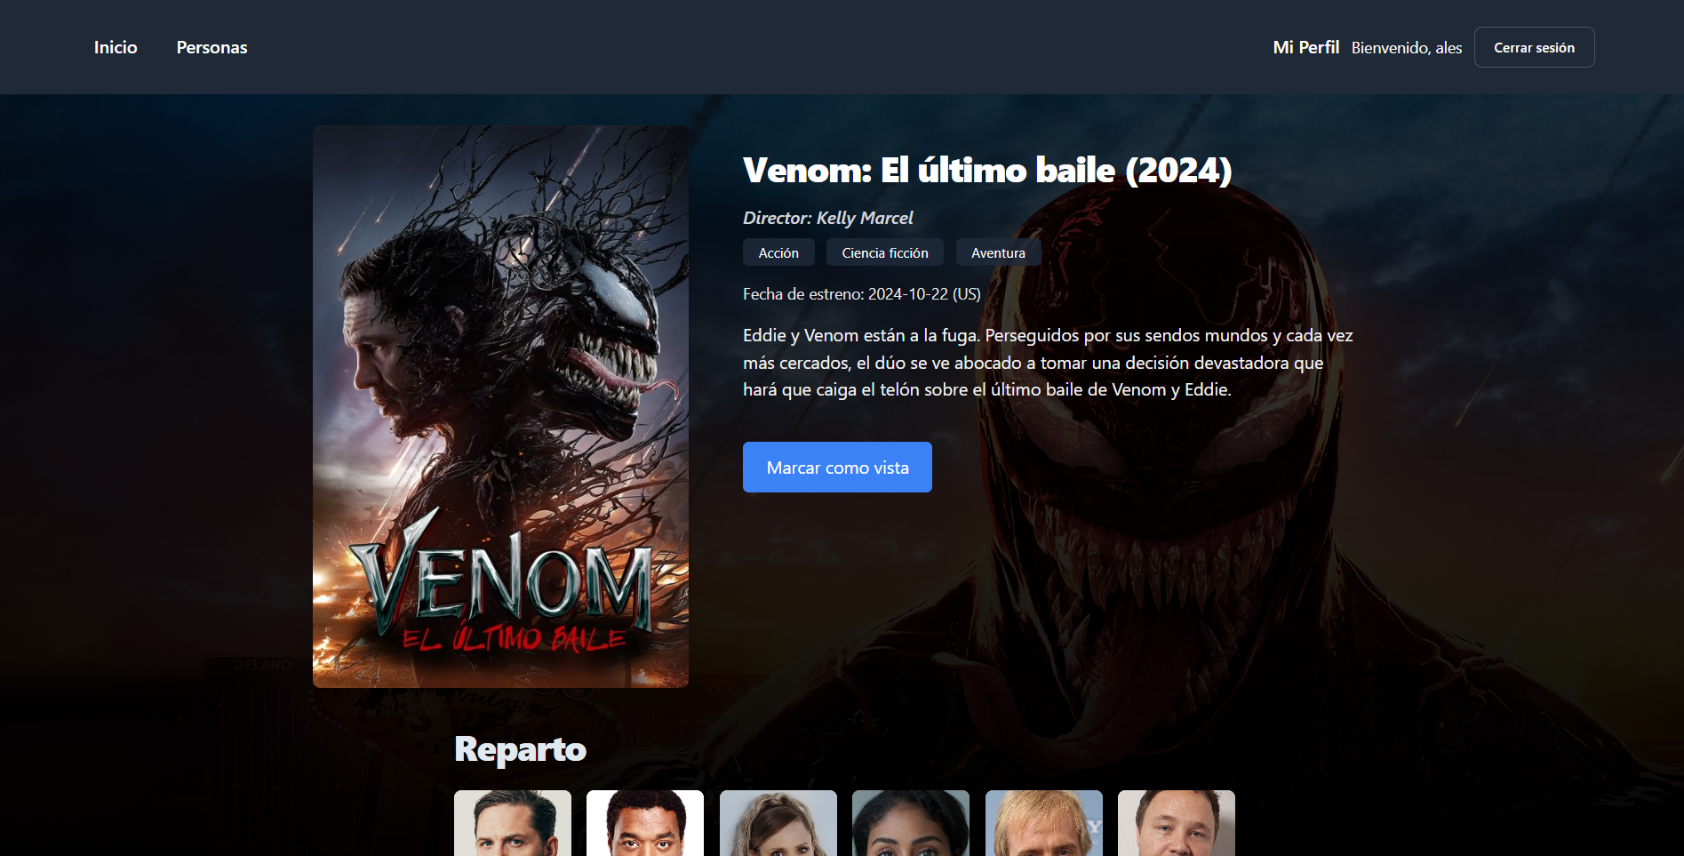 Inicio
Personas
Mi Perfil
Bienvenido, ales
Cerrar sesión
VENOM
EL ÚLTIMO BAILE
Venom: El último baile (2024)
Director: Kelly Marcel
Acción
Ciencia ficción
Aventura
Fecha de estreno: 2024-10-22 (US)
Eddie y Venom están a la fuga. Perseguidos por sus sendos mundos y cada vez
más cercados, el dúo se ve abocado a tomar una decisión devastadora que
hará que caiga el telón sobre el último baile de Venom y Eddie.
Marcar como vista
DELANO
Reparto